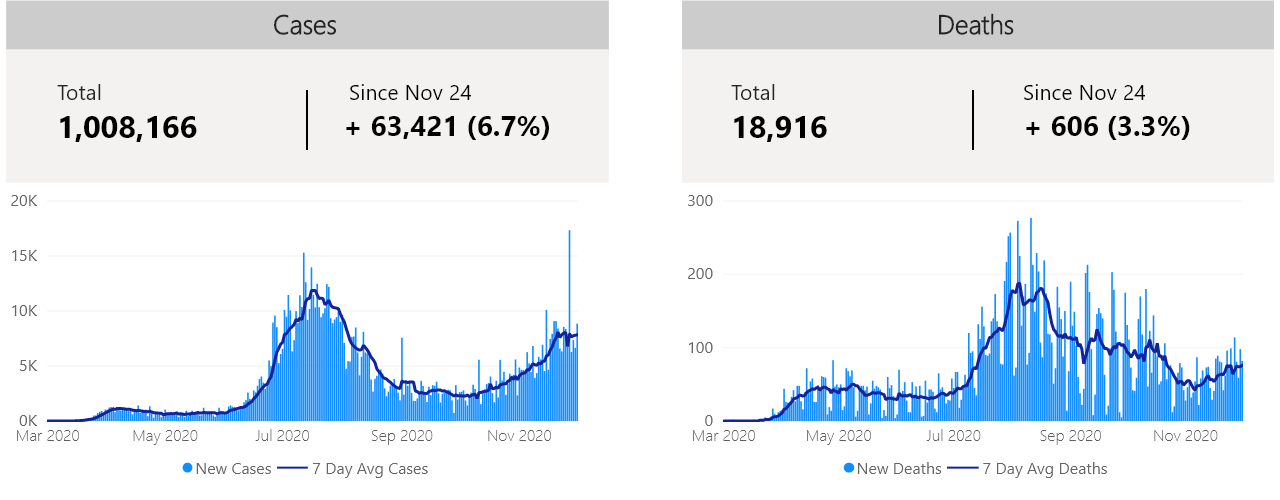 Cases
Total
1,008,166
Since Nov 24
+ 63,421 (6.7%)
20K
15K
10K
5K
0K
Mar 2020 May 2020 Jul 2020 Sep 2020 Nov 2020
New Cases 7 Day Avg Cases
Deaths
Total
18,916
Since Nov 24
+ 606 (3.3%)
300
200
100
0
Mar 2020 May 2020 Jul 2020 Sep 2020 Nov 2020
New Deaths 7 Day Avg Deaths